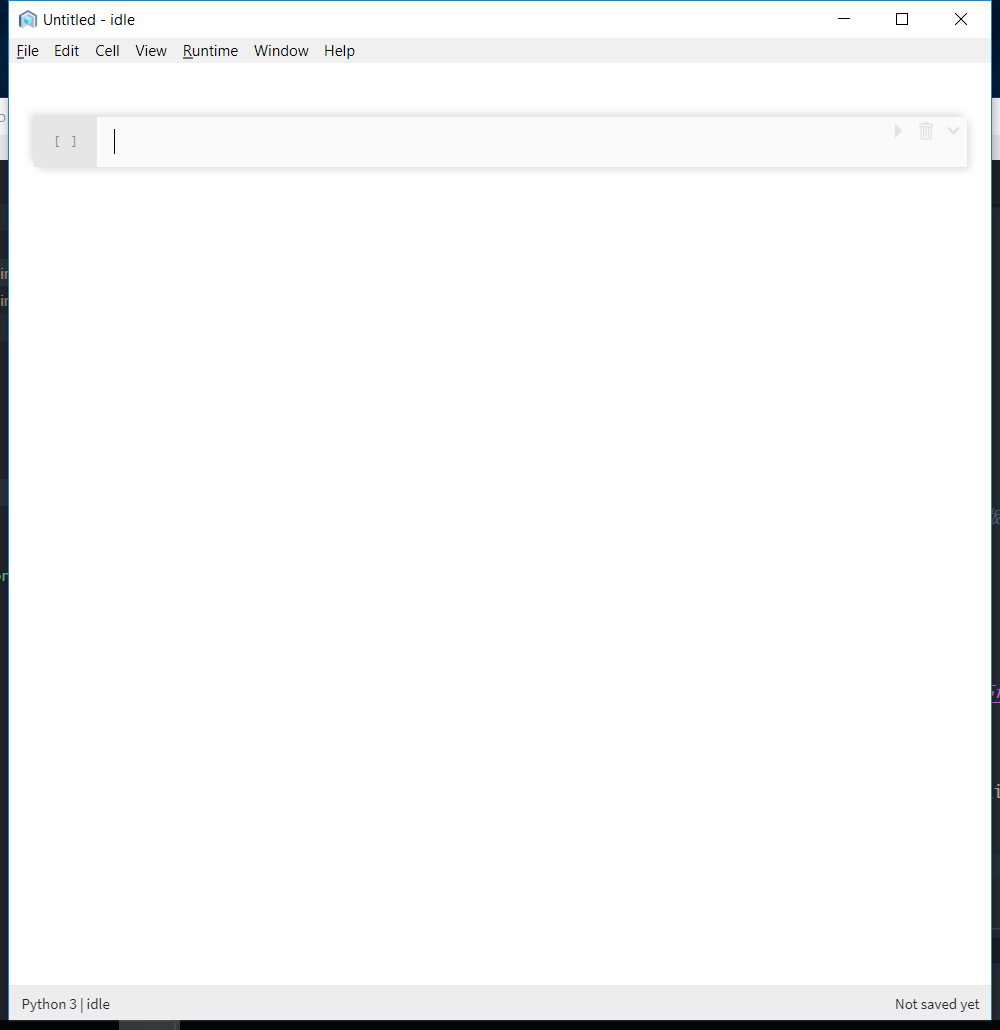 Untitled - idle
File Edit Cell View Runtime Window Help
[ ]
Python 3 | idle
Not saved yet